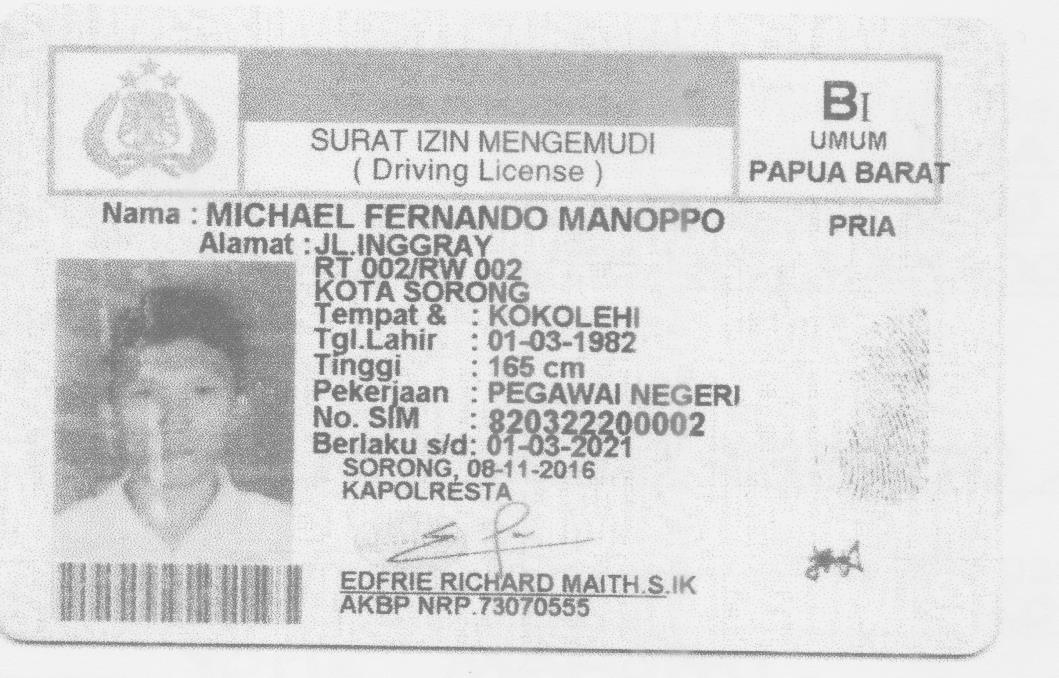 SURAT IZIN MENGEMUDI
( Driving License )
BI
UMUM
PAPUA BARAT
Nama : MICHAEL FERNANDO MANOPPO
PRIA
Alamat : JL.INGGRAY
RT 002/RW 002
KOTA SORONG
Tempat & : KOKOLEHI
Tgl.Lahir : 01-03-1982
Tinggi : 165 cm
Pekerjaan : PEGAWAI NEGERI
No. SIM : 820322200002
Berlaku s/d: 01-03-2021
SORONG, 08-11-2016
KAPOLRESTA
EDFRIE RICHARD MAITH.S.IK
AKBP NRP.73070555